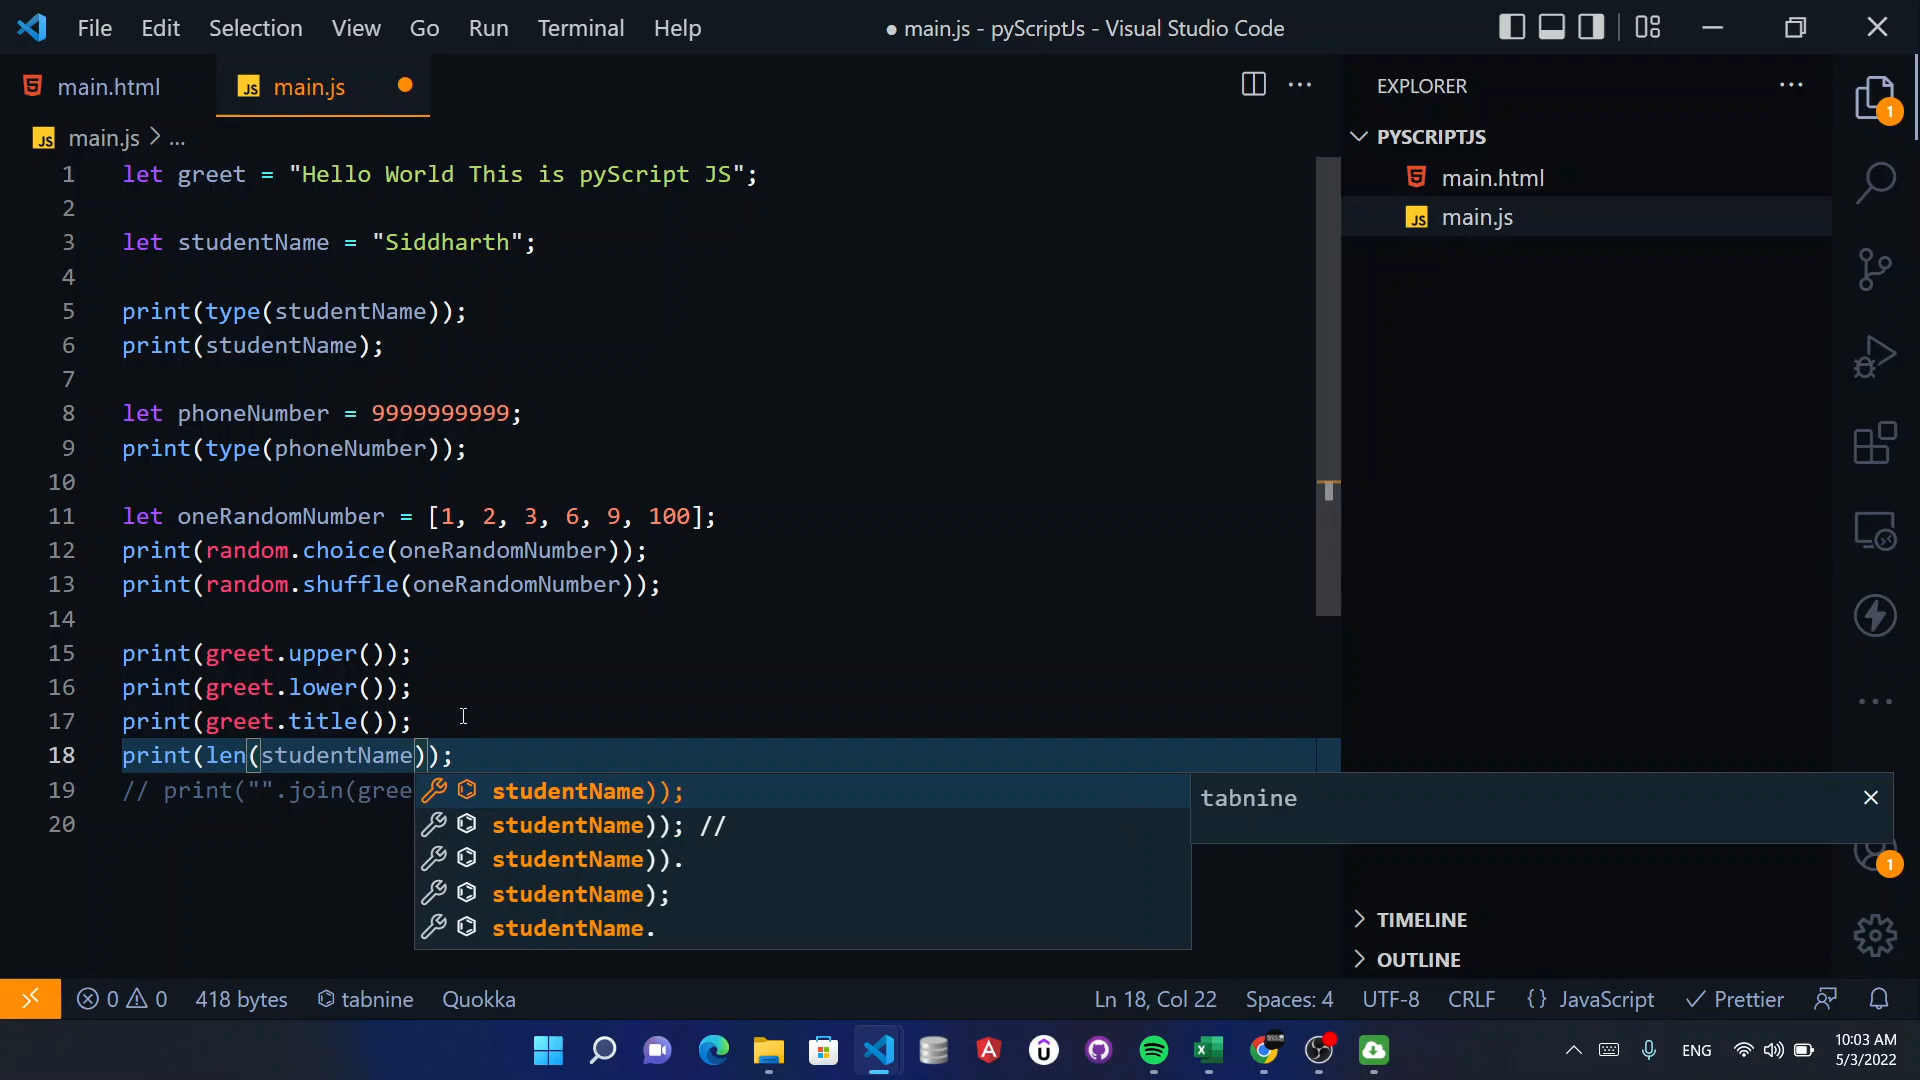 File Edit Selection View Go Run Terminal Help
● main.js - pyScriptJs - Visual Studio Code
main.html
JS main.js
JS main.js > ...
1 let greet = "Hello World This is pyScript JS";
2
3 let studentName = "Siddharth";
4
5 print(type(studentName));
6 print(studentName);
7
8 let phoneNumber = 9999999999;
9 print(type(phoneNumber));
10
11 let oneRandomNumber = [1, 2, 3, 6, 9, 100];
12 print(random.choice(oneRandomNumber));
13 print(random.shuffle(oneRandomNumber));
14
15 print(greet.upper());
16 print(greet.lower());
17 print(greet.title());
18 print(len(studentName));
19 // print("".join(gree
20
studentName));
studentName)); //
studentName)).
studentName);
studentName.
tabnine
EXPLORER
PYSCRIPTJS
main.html
JS main.js
1
1
TIMELINE
OUTLINE
0 0 418 bytes tabnine Quokka
Ln 18, Col 22 Spaces: 4 UTF-8 CRLF {} JavaScript Prettier
ENG
10:03 AM
5/3/2022